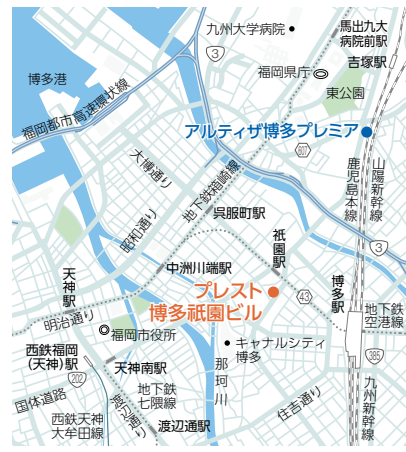 九州大学病院
馬出九大
病院前駅
3
吉塚駅
福岡県庁
博多港
東公園
福岡都市高速環状線
アルティザ博多プレミア
607
大博通り
地下鉄箱崎線
鹿児島本線
山陽新幹線
昭和通り
呉服町駅
祇園駅
3
中洲川端駅
天神駅
プレスト
博多祇園ビル
43
博多駅
明治通り
地下鉄
空港線
福岡市役所
キャナルシティ
博多
西鉄福岡
(天神)駅
天神南駅
那珂川
385
202
地下鉄
七隈線
国体道路
渡辺通り
住吉通り
九州新幹線
西鉄天神
大牟田線
渡辺通駅